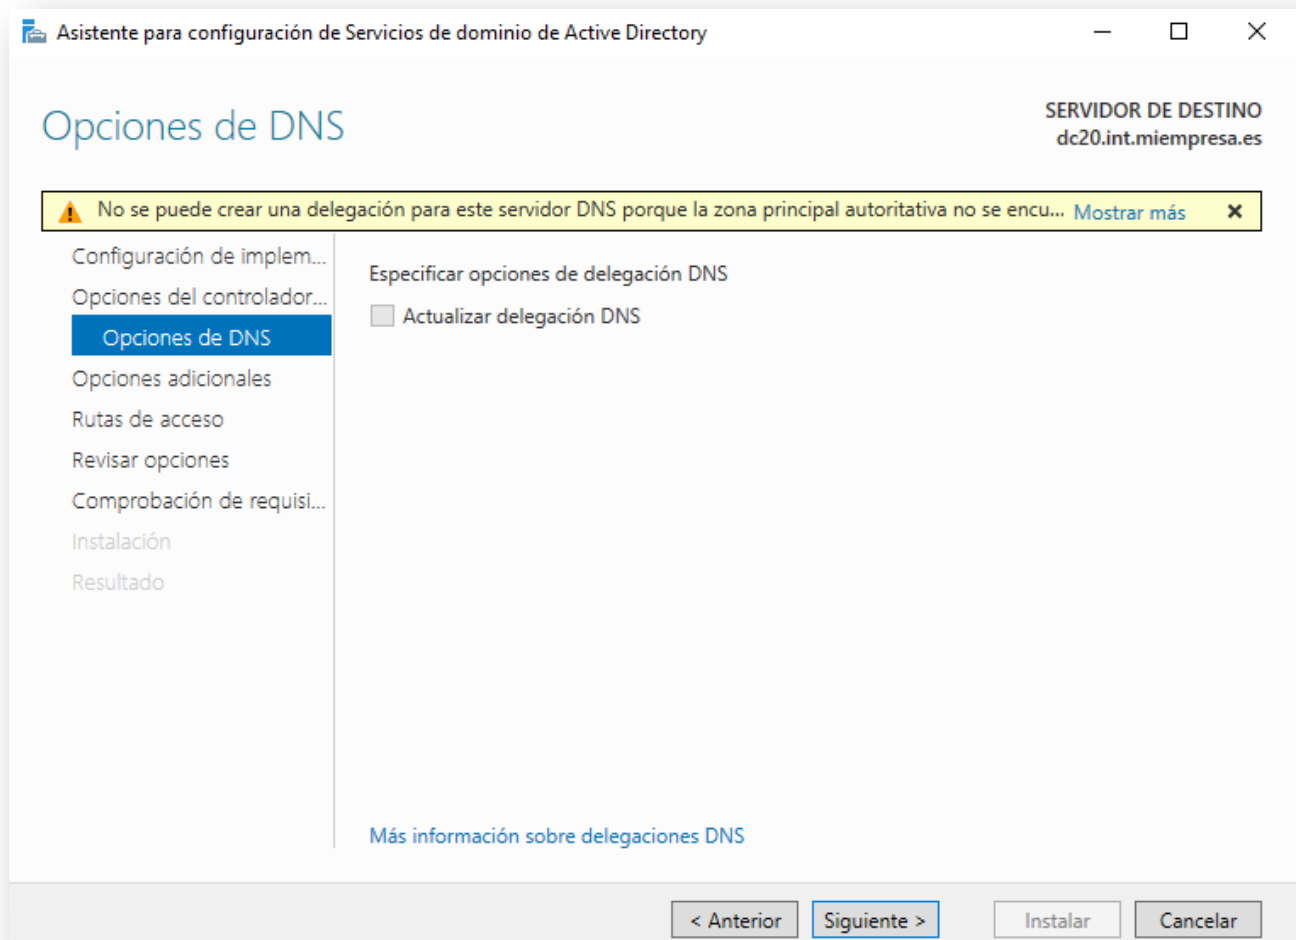 Asistente para configuración de Servicios de dominio de Active Directory
Opciones de DNS
SERVIDOR DE DESTINO
dc20.int.miempresa.es
No se puede crear una delegación para este servidor DNS porque la zona principal autoritativa no se encu... Mostrar más
Configuración de implem...
Opciones del controlador...
Opciones de DNS
Opciones adicionales
Rutas de acceso
Revisar opciones
Comprobación de requisi...
Instalación
Resultado
Especificar opciones de delegación DNS
Actualizar delegación DNS
Más información sobre delegaciones DNS
< Anterior
Siguiente >
Instalar
Cancelar